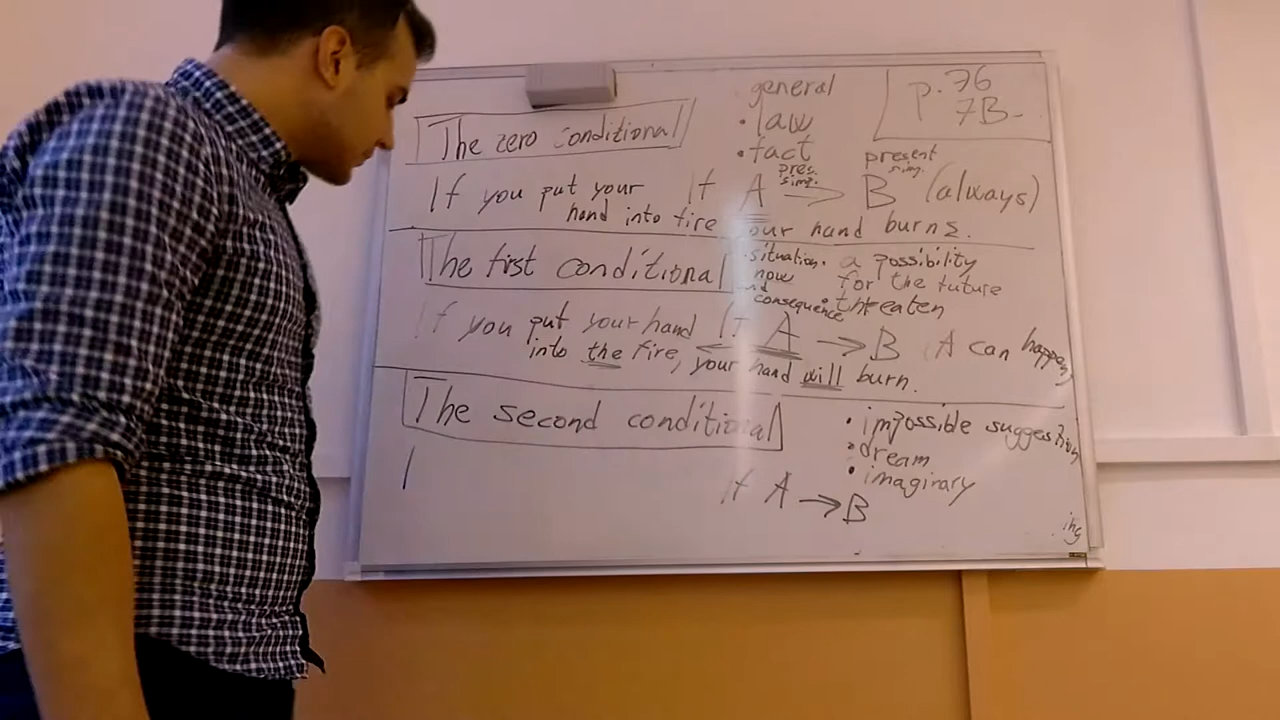 The zero conditional
general
• law
• fact
p. 76
7B
If you put your
hand into fire your hand burns.
If A → B (always)
pres. simp.
present simp.
The first conditional
• situation
now
and
consequence
• a possibility
for the future
• threaten
If you put your hand
into the fire, your hand will burn.
If A → B (A can happen)
The second conditional
• impossible suggestion
• dream
• imaginary
I
If A → B
ing